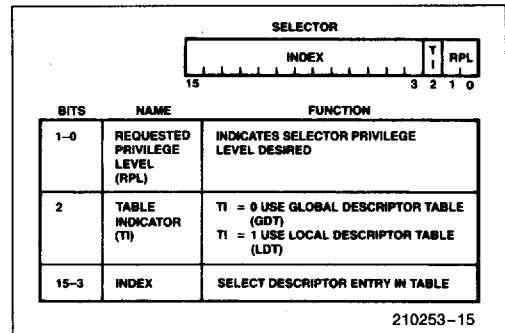 SELECTOR
INDEX
T
I
RPL
15
3
2
1
0
BITS NAME FUNCTION
1–0 REQUESTED PRIVILEGE LEVEL (RPL) INDICATES SELECTOR PRIVILEGE LEVEL DESIRED
2 TABLE INDICATOR (TI) TI = 0 USE GLOBAL DESCRIPTOR TABLE (GDT)
TI = 1 USE LOCAL DESCRIPTOR TABLE (LDT)
15–3 INDEX SELECT DESCRIPTOR ENTRY IN TABLE
210253–15